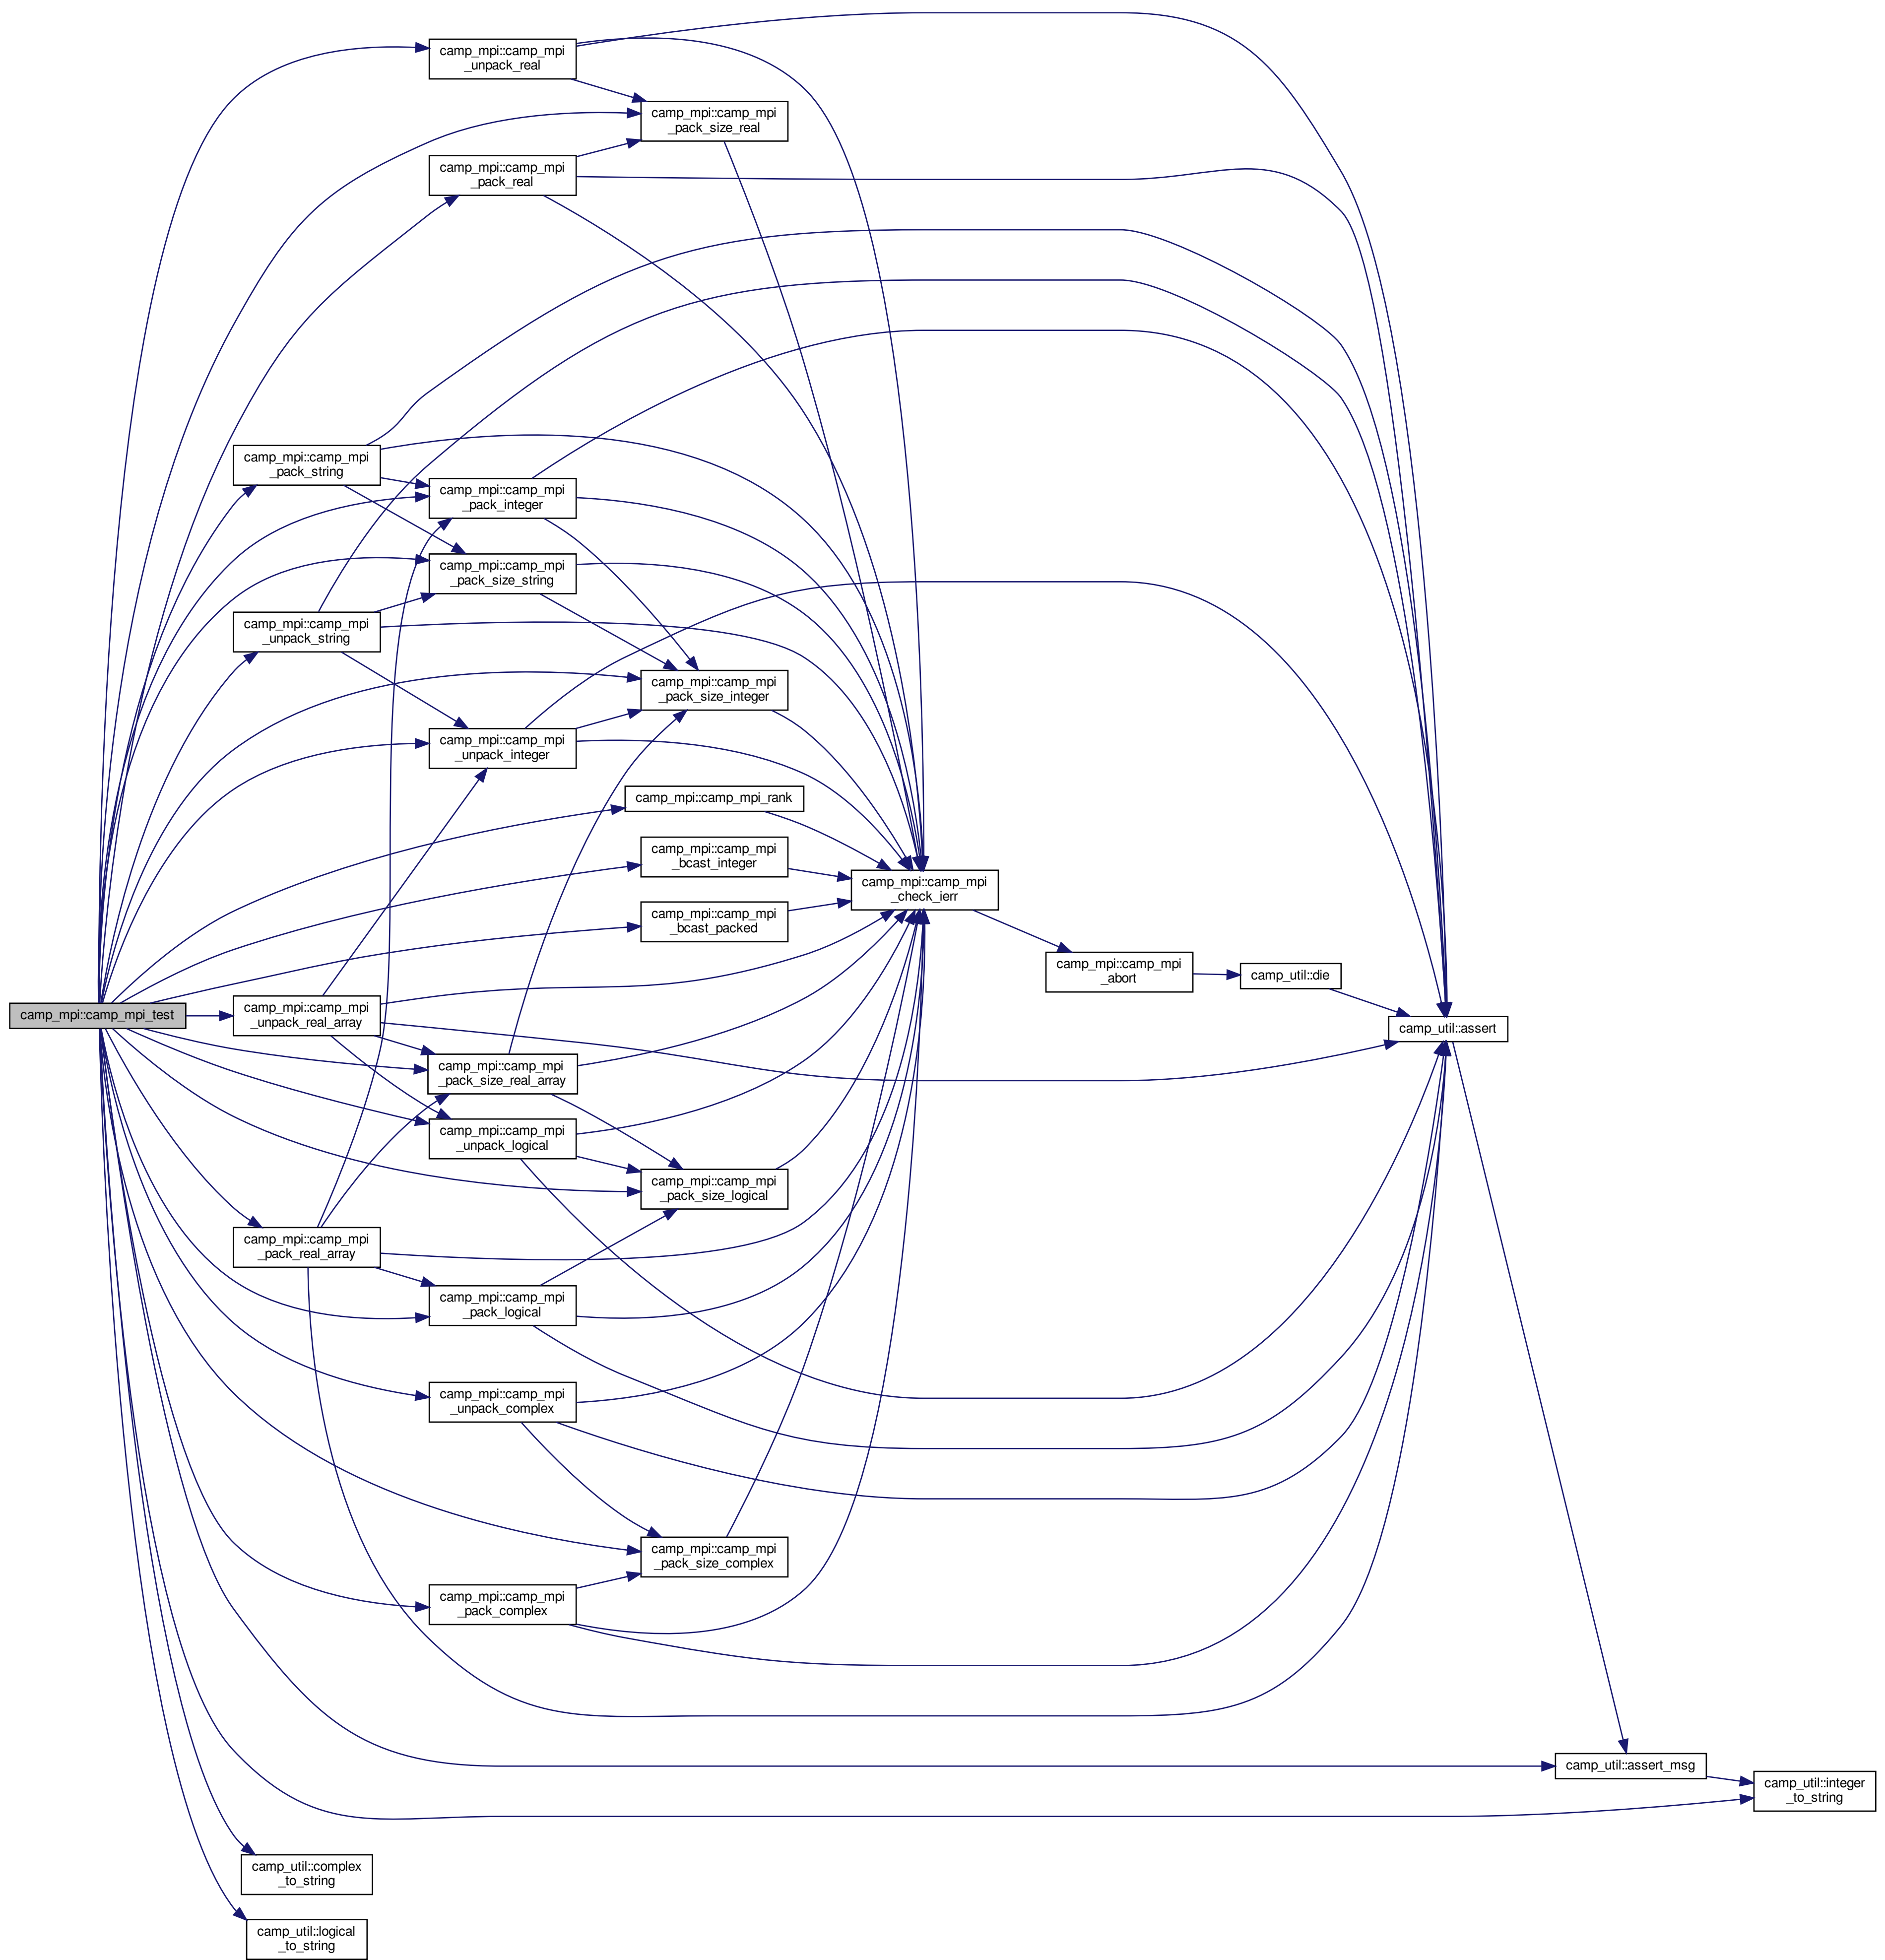 camp_mpi::camp_mpi
_unpack_real
camp_mpi::camp_mpi
_pack_size_real
camp_mpi::camp_mpi
_pack_real
camp_mpi::camp_mpi
_pack_string
camp_mpi::camp_mpi
_pack_integer
camp_mpi::camp_mpi
_pack_size_string
camp_mpi::camp_mpi
_unpack_string
camp_mpi::camp_mpi
_pack_size_integer
camp_mpi::camp_mpi
_unpack_integer
camp_mpi::camp_mpi_rank
camp_mpi::camp_mpi
_bcast_integer
camp_mpi::camp_mpi
_check_ierr
camp_mpi::camp_mpi
_bcast_packed
camp_mpi::camp_mpi
_abort
camp_util::die
camp_mpi::camp_mpi_test
camp_mpi::camp_mpi
_unpack_real_array
camp_util::assert
camp_mpi::camp_mpi
_pack_size_real_array
camp_mpi::camp_mpi
_unpack_logical
camp_mpi::camp_mpi
_pack_size_logical
camp_mpi::camp_mpi
_pack_real_array
camp_mpi::camp_mpi
_pack_logical
camp_mpi::camp_mpi
_unpack_complex
camp_mpi::camp_mpi
_pack_size_complex
camp_mpi::camp_mpi
_pack_complex
camp_util::assert_msg
camp_util::integer
_to_string
camp_util::complex
_to_string
camp_util::logical
_to_string